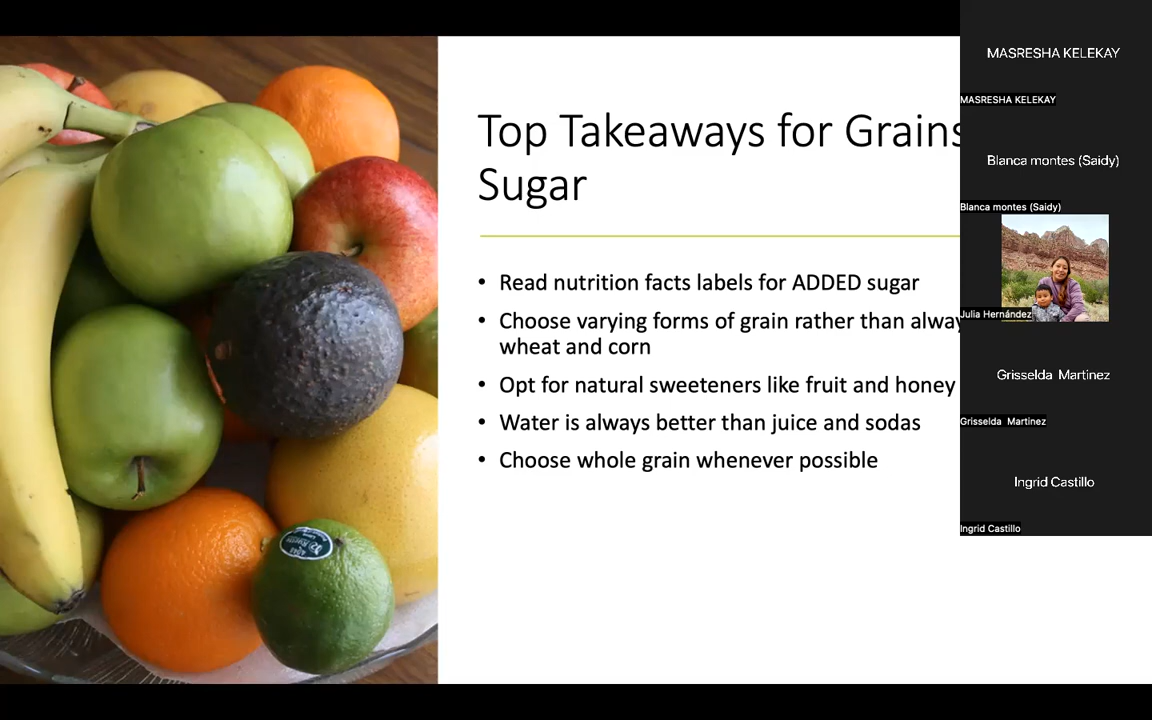 Top Takeaways for Grains
Sugar
• Read nutrition facts labels for ADDED sugar
• Choose varying forms of grain rather than alway
wheat and corn
• Opt for natural sweeteners like fruit and honey
• Water is always better than juice and sodas
• Choose whole grain whenever possible
MASRESHA KELEKAY
MASRESHA KELEKAY
Blanca montes (Saidy)
Blanca montes (Saidy)
Julia Hernández
Grisselda Martinez
Grisselda Martinez
Ingrid Castillo
Ingrid Castillo